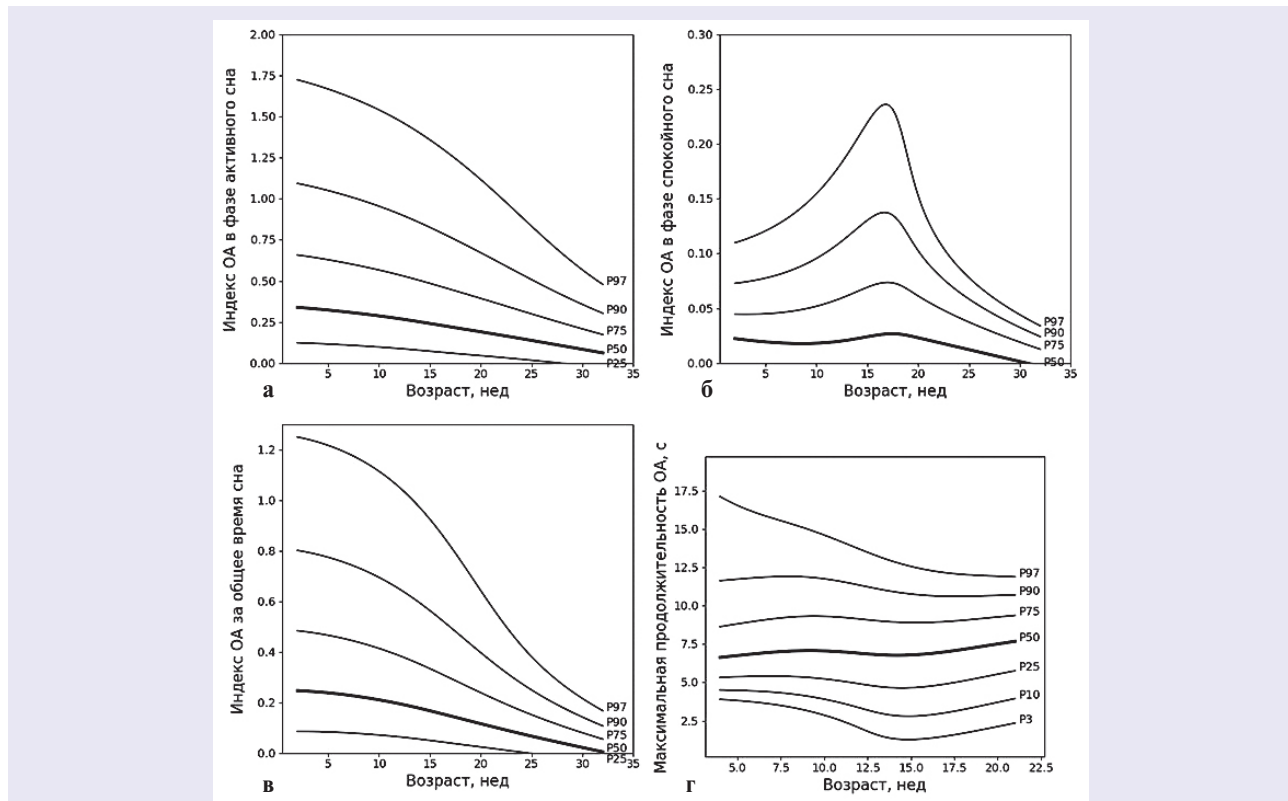 Индекс ОА в фазе активного сна
2.00
1.75
1.50
1.25
1.00
0.75
0.50
0.25
0.00
P97
P90
P75
P50
P25
5 10 15 20 25 30 35
Возраст, нед
а
Индекс ОА в фазе спокойного сна
0.30
0.25
0.20
0.15
0.10
0.05
0.00
P97
P90
P75
P50
5 10 15 20 25 30 35
Возраст, нед
б
Индекс ОА за общее время сна
1.2
1.0
0.8
0.6
0.4
0.2
0.0
P97
P90
P75
P50
P25
5 10 15 20 25 30 35
Возраст, нед
в
Максимальная продолжительность ОА, с
17.5
15.0
12.5
10.0
7.5
5.0
2.5
P97
P90
P75
P50
P25
P10
P3
5.0 7.5 10.0 12.5 15.0 17.5 20.0 22.5
Возраст, нед
г